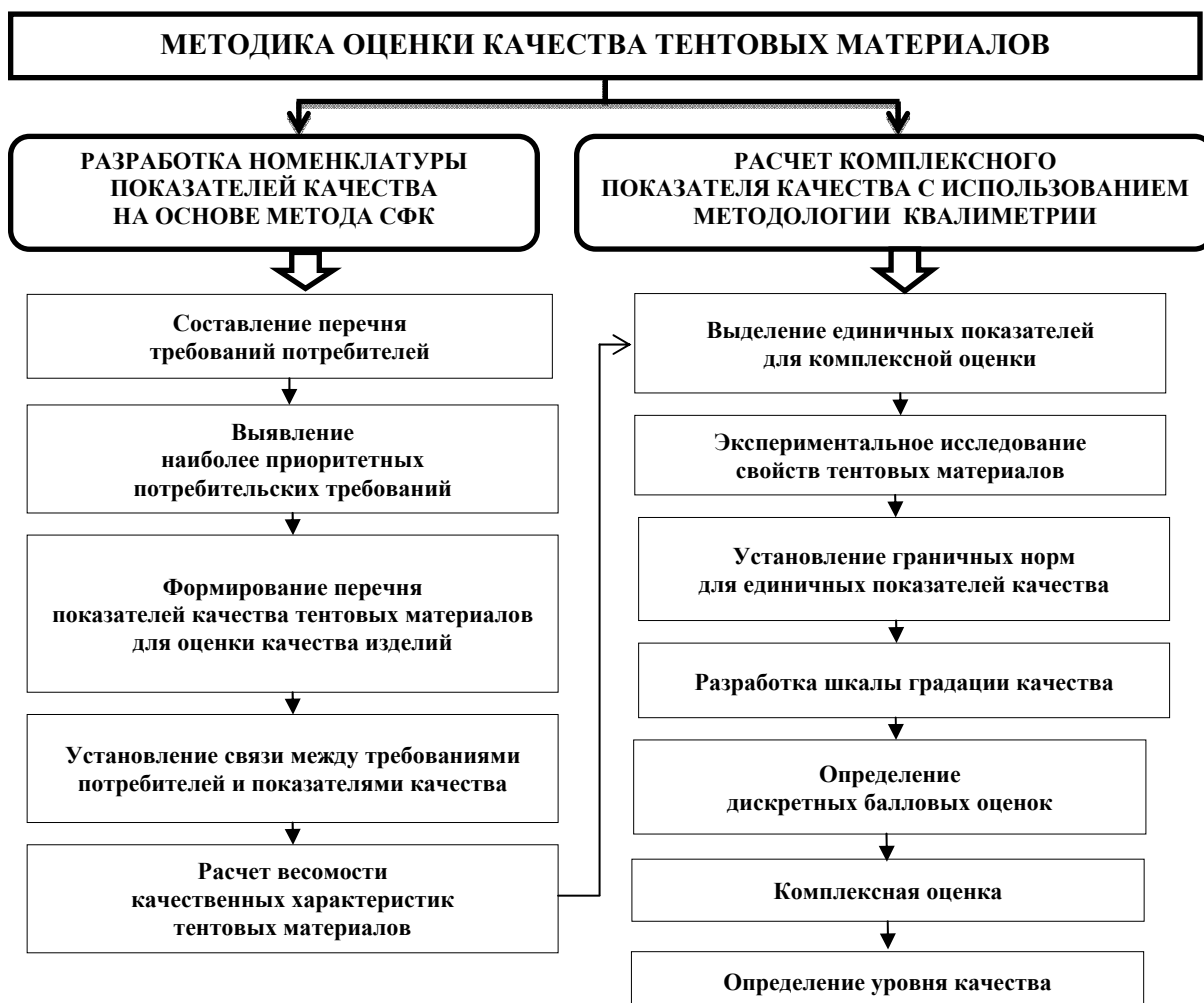 МЕТОДИКА ОЦЕНКИ КАЧЕСТВА ТЕНТОВЫХ МАТЕРИАЛОВ
РАЗРАБОТКА НОМЕНКЛАТУРЫ
ПОКАЗАТЕЛЕЙ КАЧЕСТВА
НА ОСНОВЕ МЕТОДА СФК
Составление перечня
требований потребителей
Выявление
наиболее приоритетных
потребительских требований
Формирование перечня
показателей качества тентовых материалов
для оценки качества изделий
Установление связи между требованиями
потребителей и показателями качества
Расчет весомости
качественных характеристик
тентовых материалов
РАСЧЕТ КОМПЛЕКСНОГО
ПОКАЗАТЕЛЯ КАЧЕСТВА С ИСПОЛЬЗОВАНИЕМ
МЕТОДОЛОГИИ КВАЛИМЕТРИИ
Выделение единичных показателей
для комплексной оценки
Экспериментальное исследование
свойств тентовых материалов
Установление граничных норм
для единичных показателей качества
Разработка шкалы градации качества
Определение
дискретных балловых оценок
Комплексная оценка
Определение уровня качества